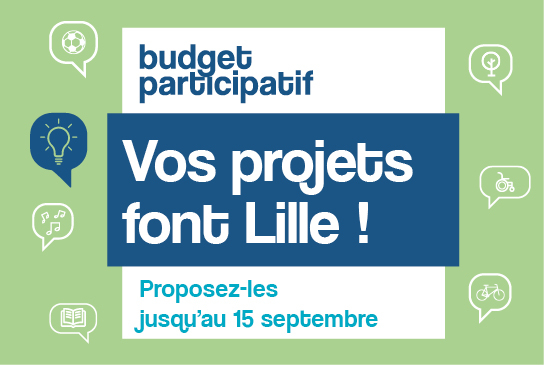 budget
participatif
Vos projets
font Lille !
Proposez-les
jusqu'au 15 septembre